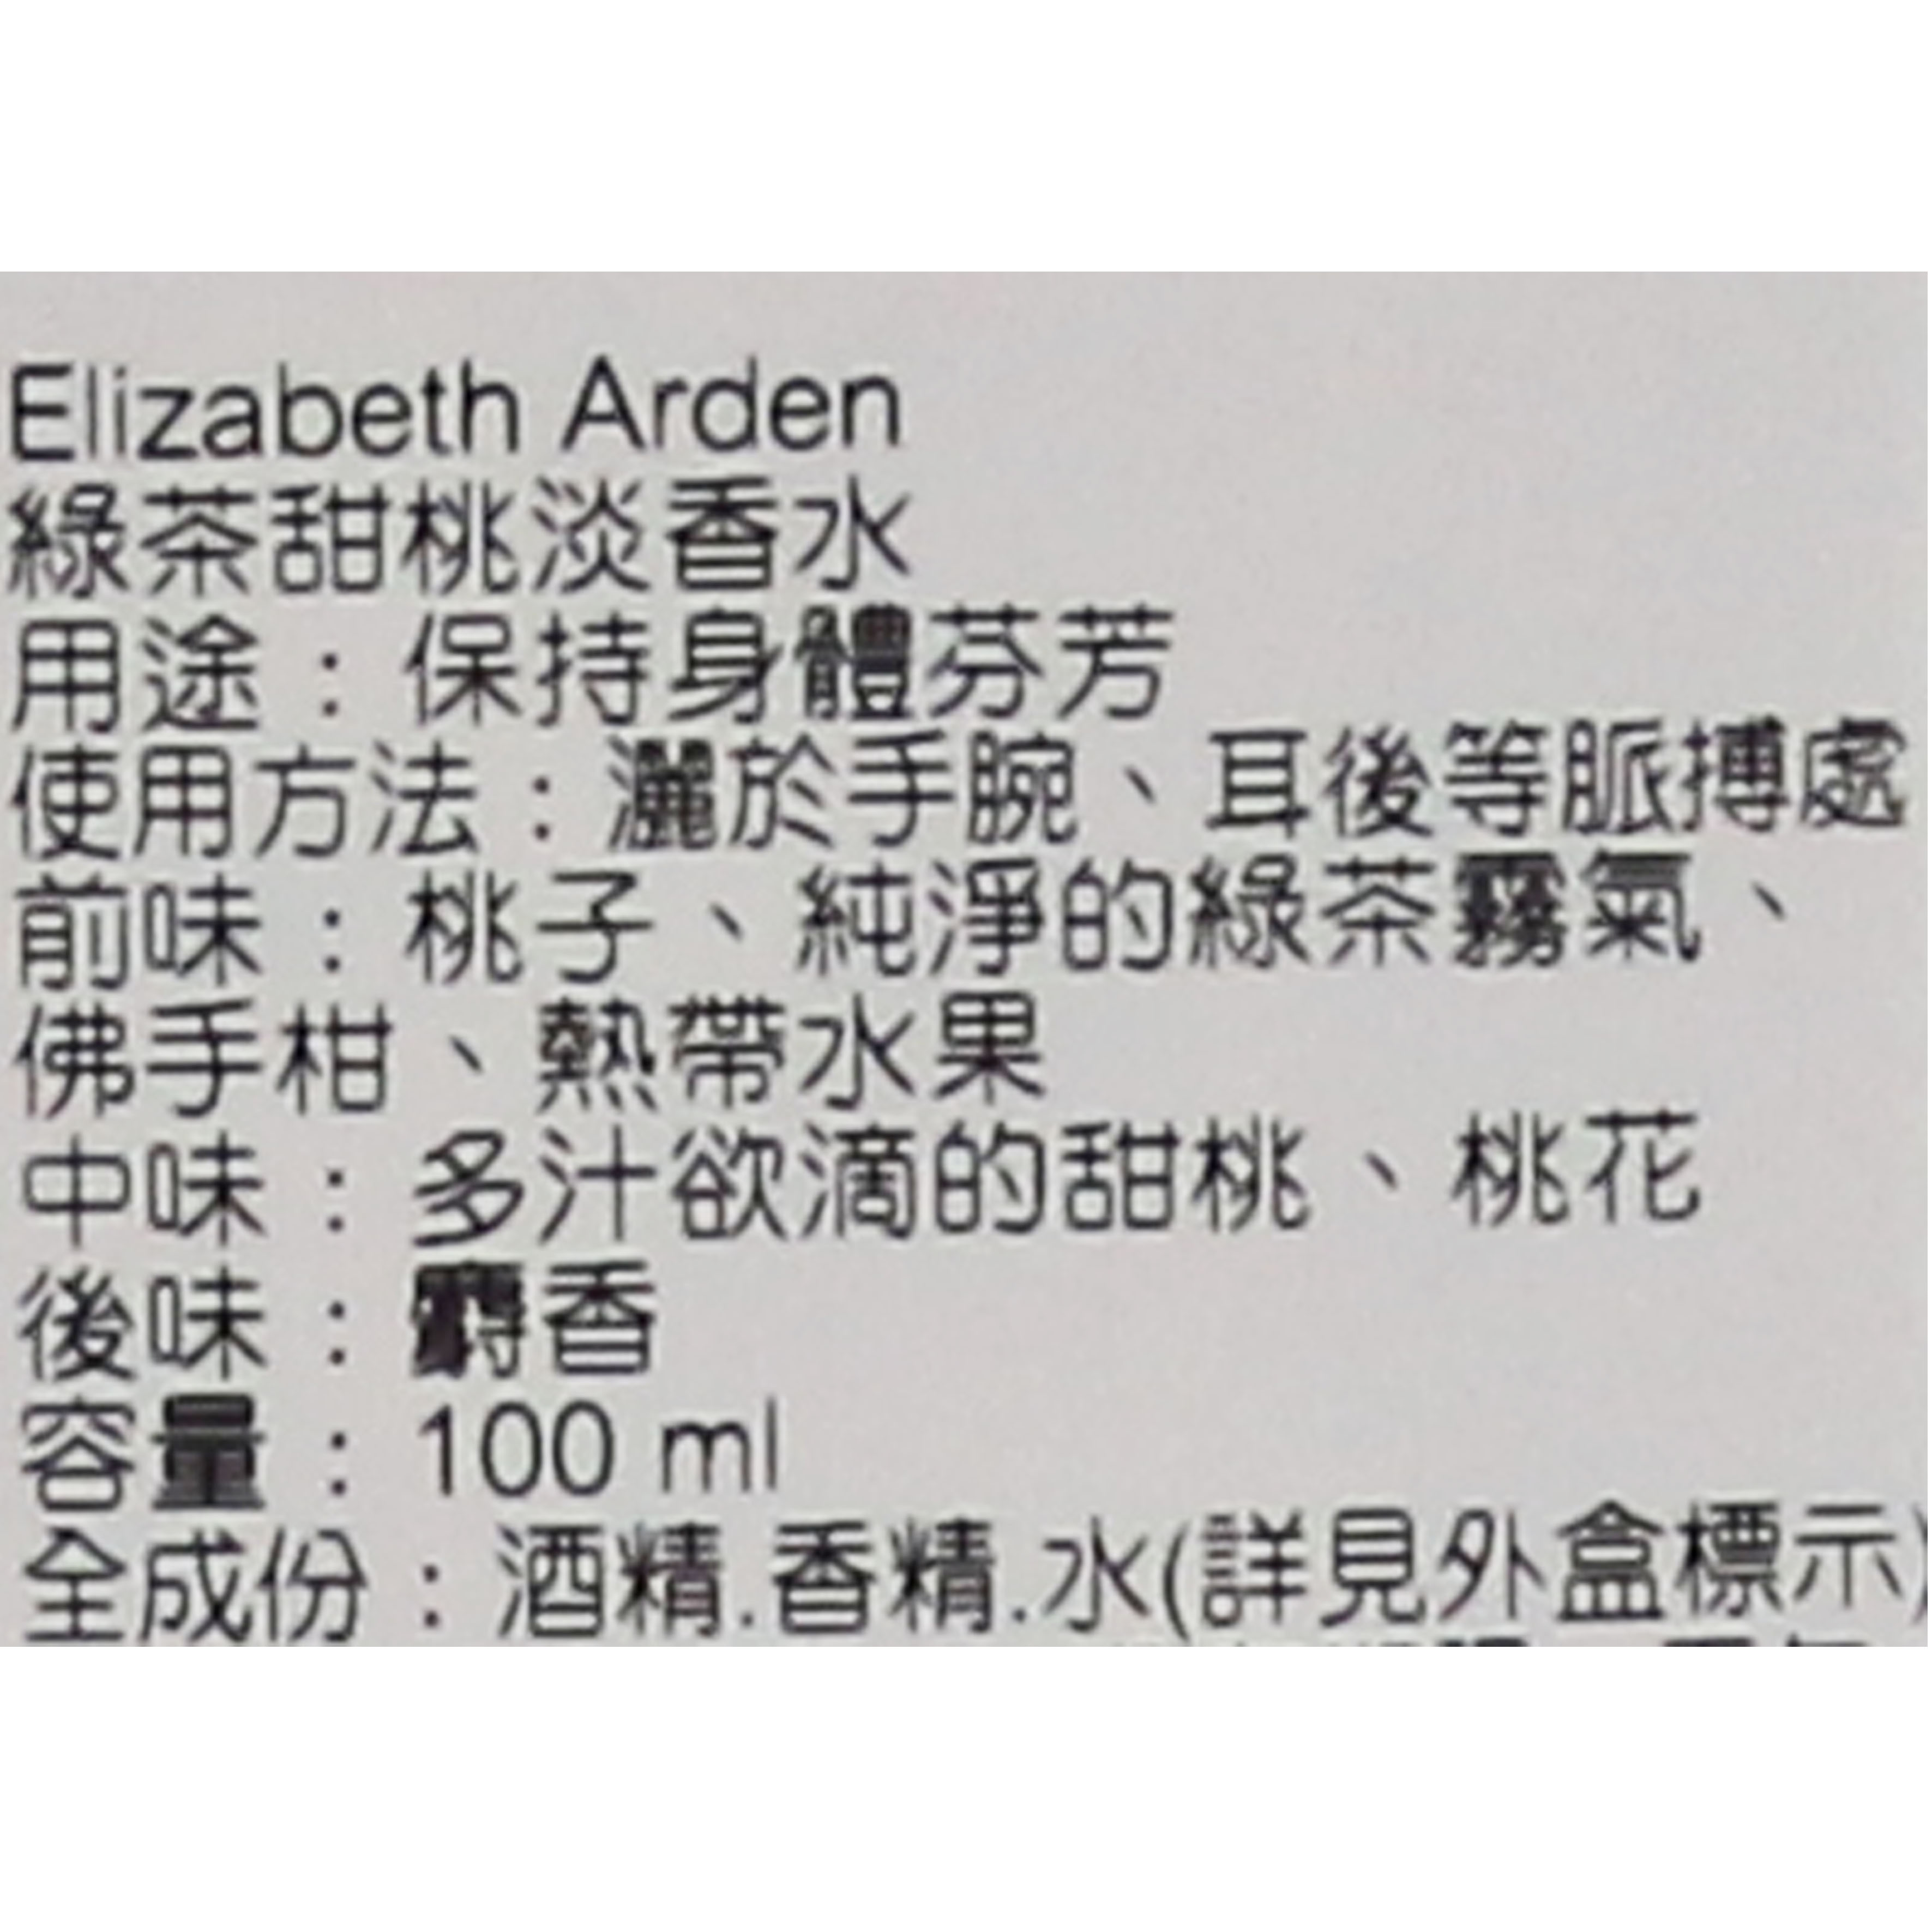 Elizabeth Arden
綠茶甜桃淡香水
用途：保持身體芬芳
使用方法：灑於手腕、耳後等脈搏處
前味：桃子、純淨的綠茶霧氣、
佛手柑、熱帶水果
中味：多汁欲滴的甜桃、桃花
後味：麝香
容量：100 ml
全成份：酒精.香精.水(詳見外盒標示)